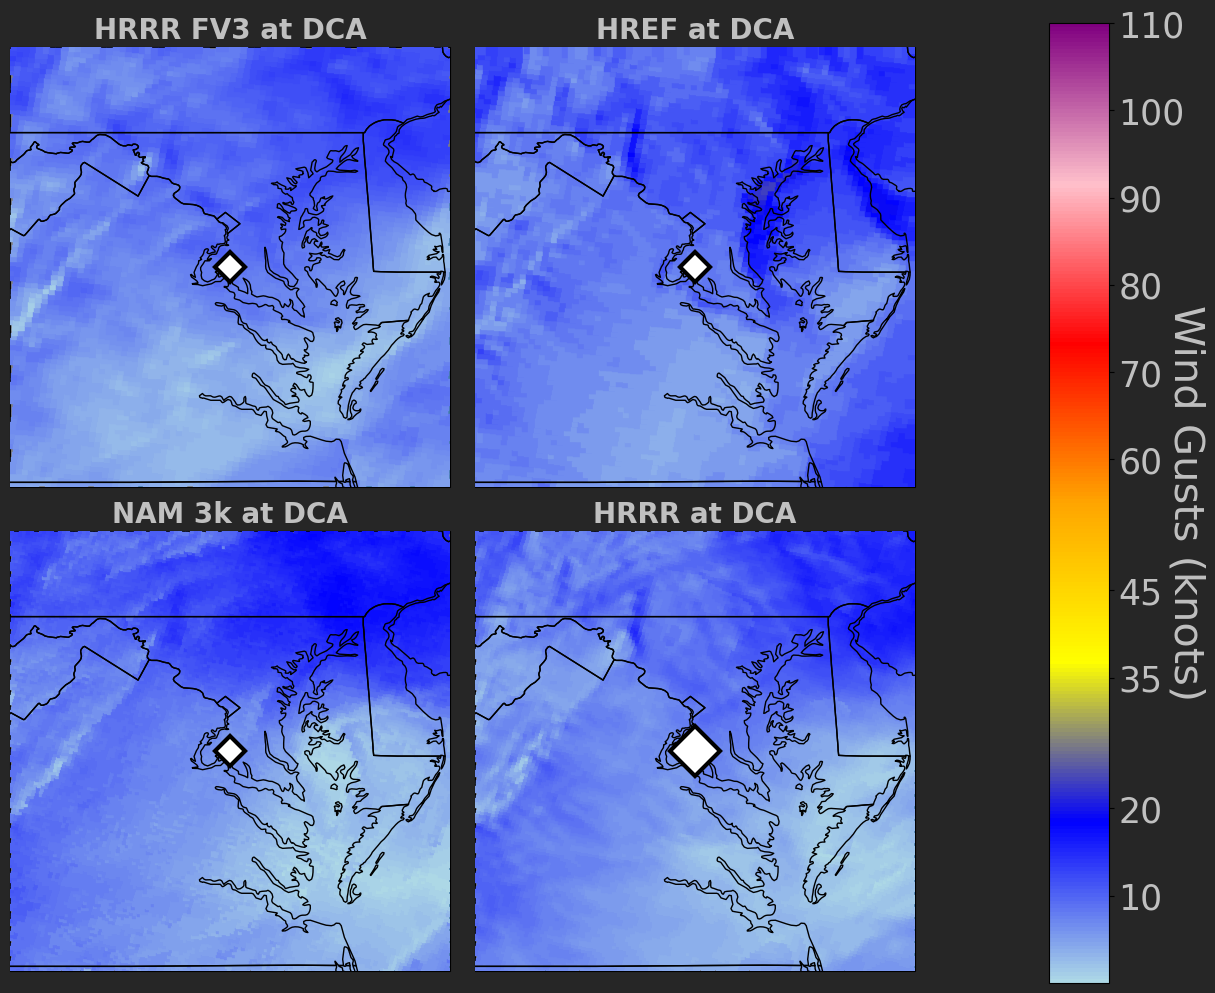 HRRR FV3 at DCA
HREF at DCA
NAM 3k at DCA
HRRR at DCA
110
100
90
80
70
60
45
35
20
10
Wind Gusts (knots)